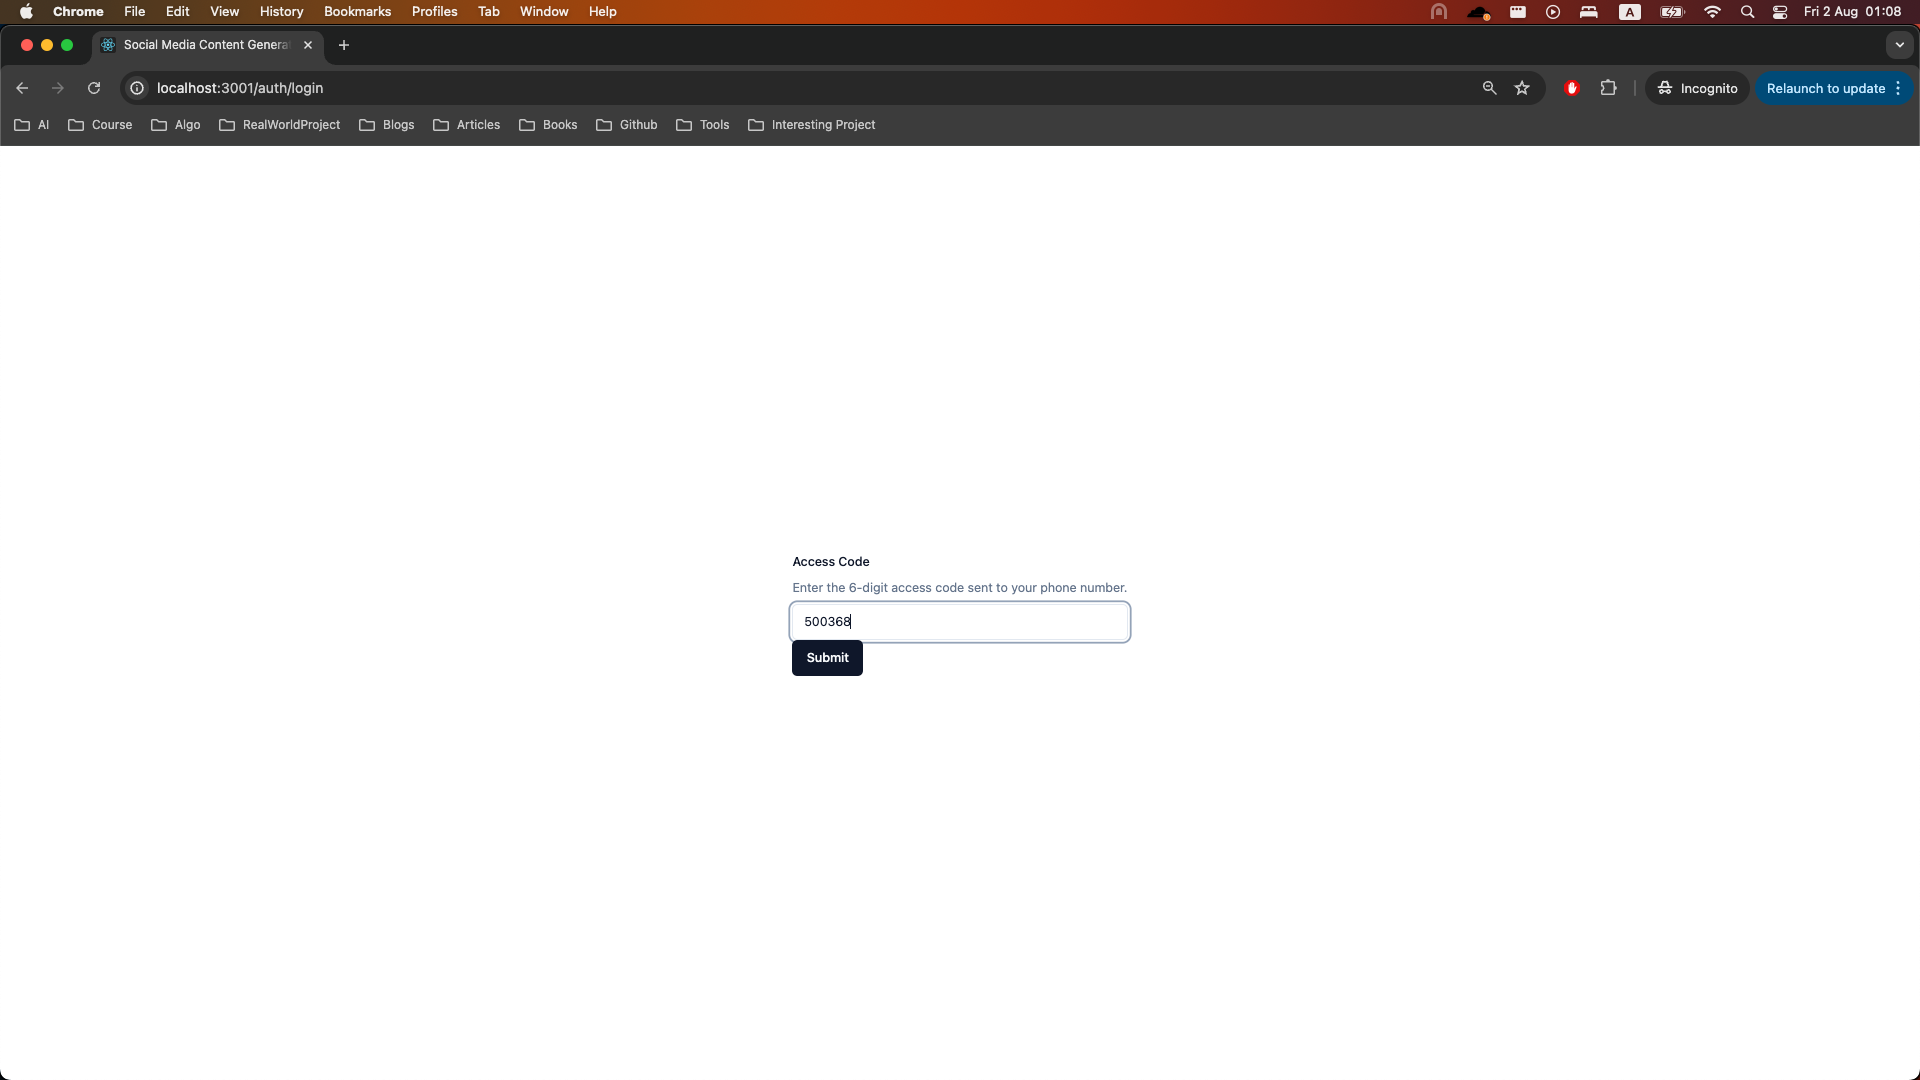 Chrome File Edit View History Bookmarks Profiles Tab Window Help A Fri 2 Aug 01:08
Social Media Content Genera
localhost:3001/auth/login Incognito Relaunch to update
AI Course Algo RealWorldProject Blogs Articles Books Github Tools Interesting Project
Access Code
Enter the 6-digit access code sent to your phone number.
500368
Submit